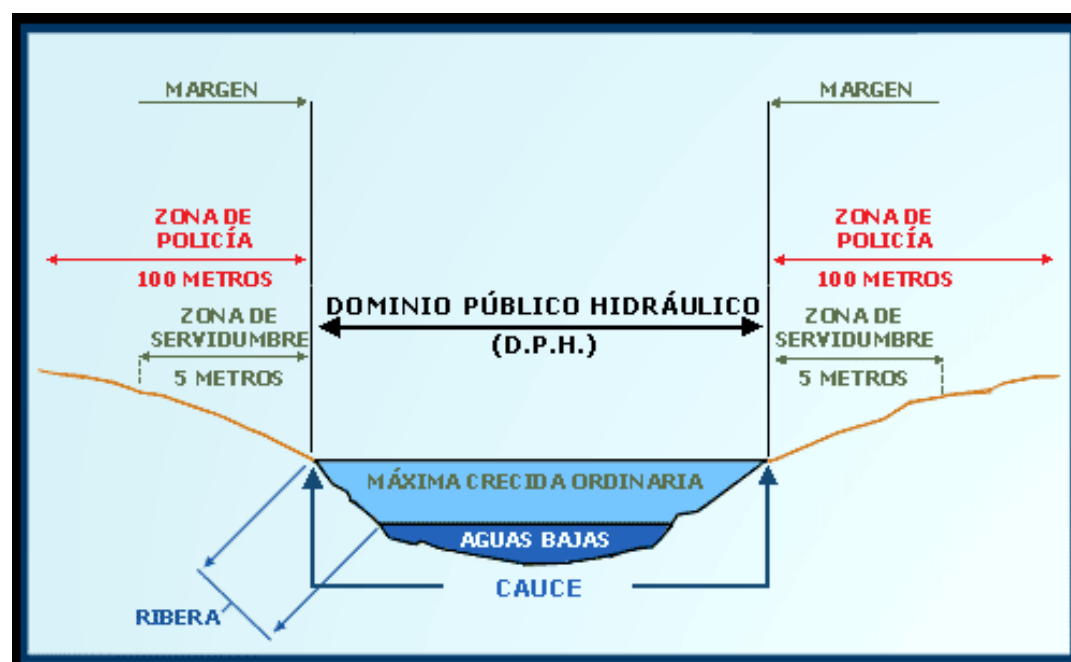 MARGEN
MARGEN
ZONA DE
POLICÍA
100 METROS
ZONA DE
POLICÍA
100 METROS
DOMINIO PÚBLICO HIDRÁULICO
(D.P.H.)
ZONA DE
SERVIDUMBRE
5 METROS
ZONA DE
SERVIDUMBRE
5 METROS
MÁXIMA CRECIDA ORDINARIA
AGUAS BAJAS
CAUCE
RIBERA